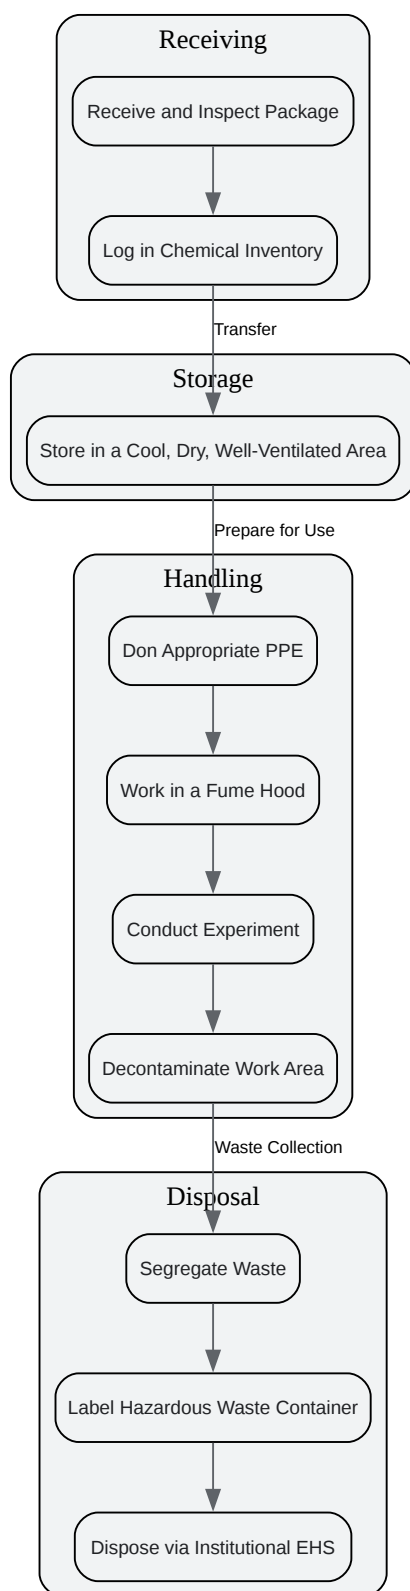 Receiving
Receive and Inspect Package
Log in Chemical Inventory
Transfer
Storage
Store in a Cool, Dry, Well-Ventilated Area
Prepare for Use
Handling
Don Appropriate PPE
Work in a Fume Hood
Conduct Experiment
Decontaminate Work Area
Waste Collection
Disposal
Segregate Waste
Label Hazardous Waste Container
Dispose via Institutional EHS